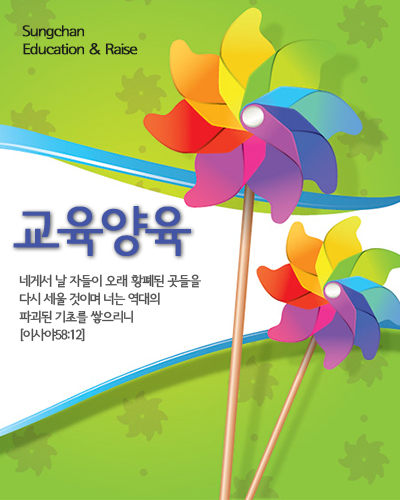 Sungchan
Education & Raise
교육양육
네게서 날 자들이 오래 황폐된 곳들을
다시 세울 것이며 너는 역대의
파괴된 기초를 쌓으리니
[이사야58:12]